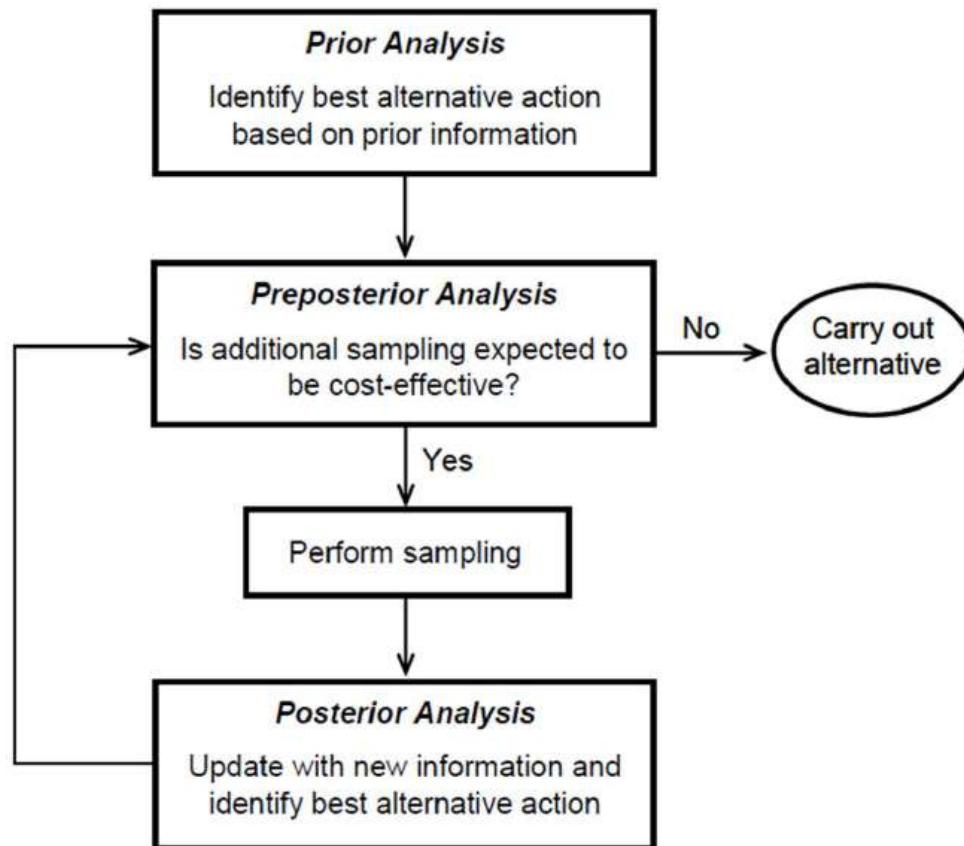 Prior Analysis
Identify best alternative action
based on prior information
Preposterior Analysis
Is additional sampling expected to
be cost-effective?
No
Carry out
alternative
Yes
Perform sampling
Posterior Analysis
Update with new information and
identify best alternative action